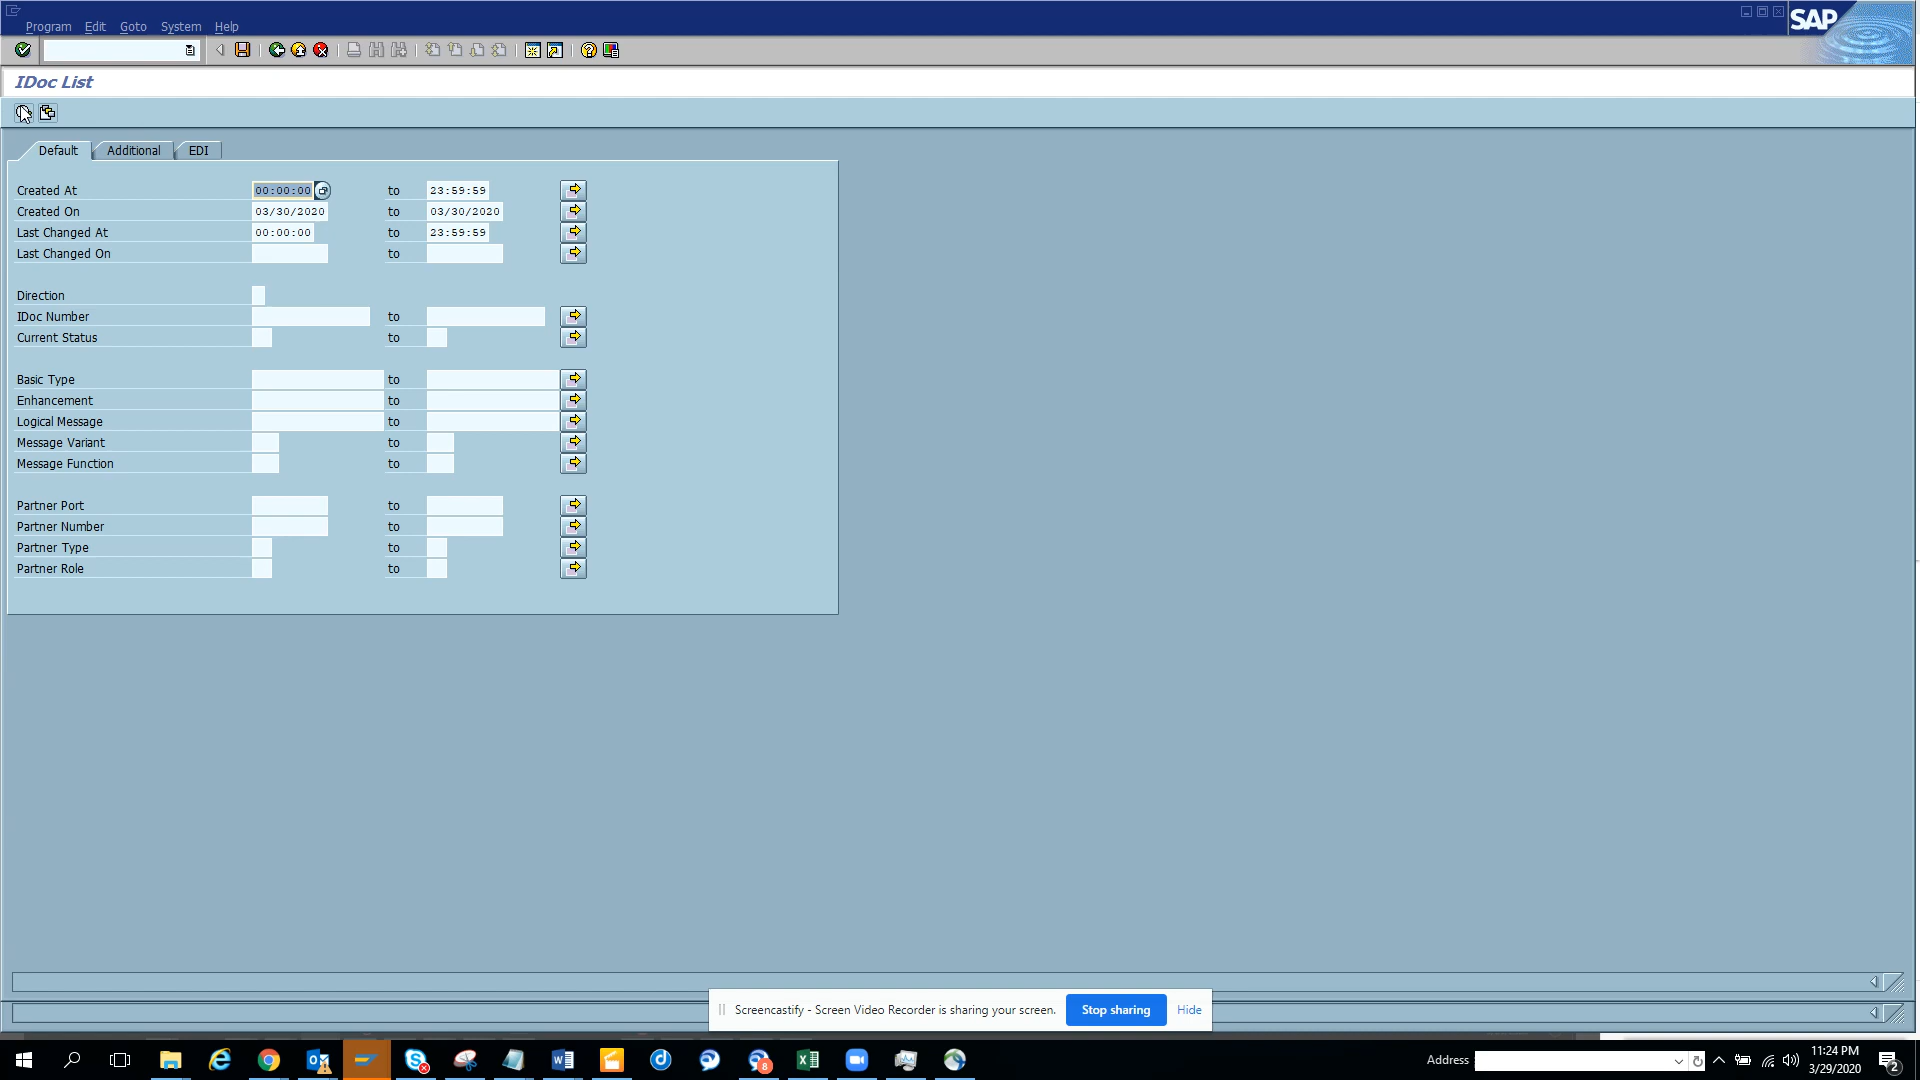 Program Edit Goto System Help
SAP
IDoc List
Default Additional EDI
Created At 00:00:00 to 23:59:59
Created On 03/30/2020 to 03/30/2020
Last Changed At 00:00:00 to 23:59:59
Last Changed On to
Direction
IDoc Number to
Current Status to
Basic Type to
Enhancement to
Logical Message to
Message Variant to
Message Function to
Partner Port to
Partner Number to
Partner Type to
Partner Role to
Screencastify - Screen Video Recorder is sharing your screen. Stop sharing Hide
8
Address
11:24 PM
3/29/2020
2